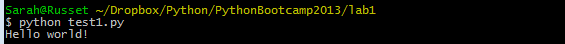 Sarah@Russet ~/Dropbox/Python/PythonBootcamp2013/lab1
$ python test1.py
Hello world!